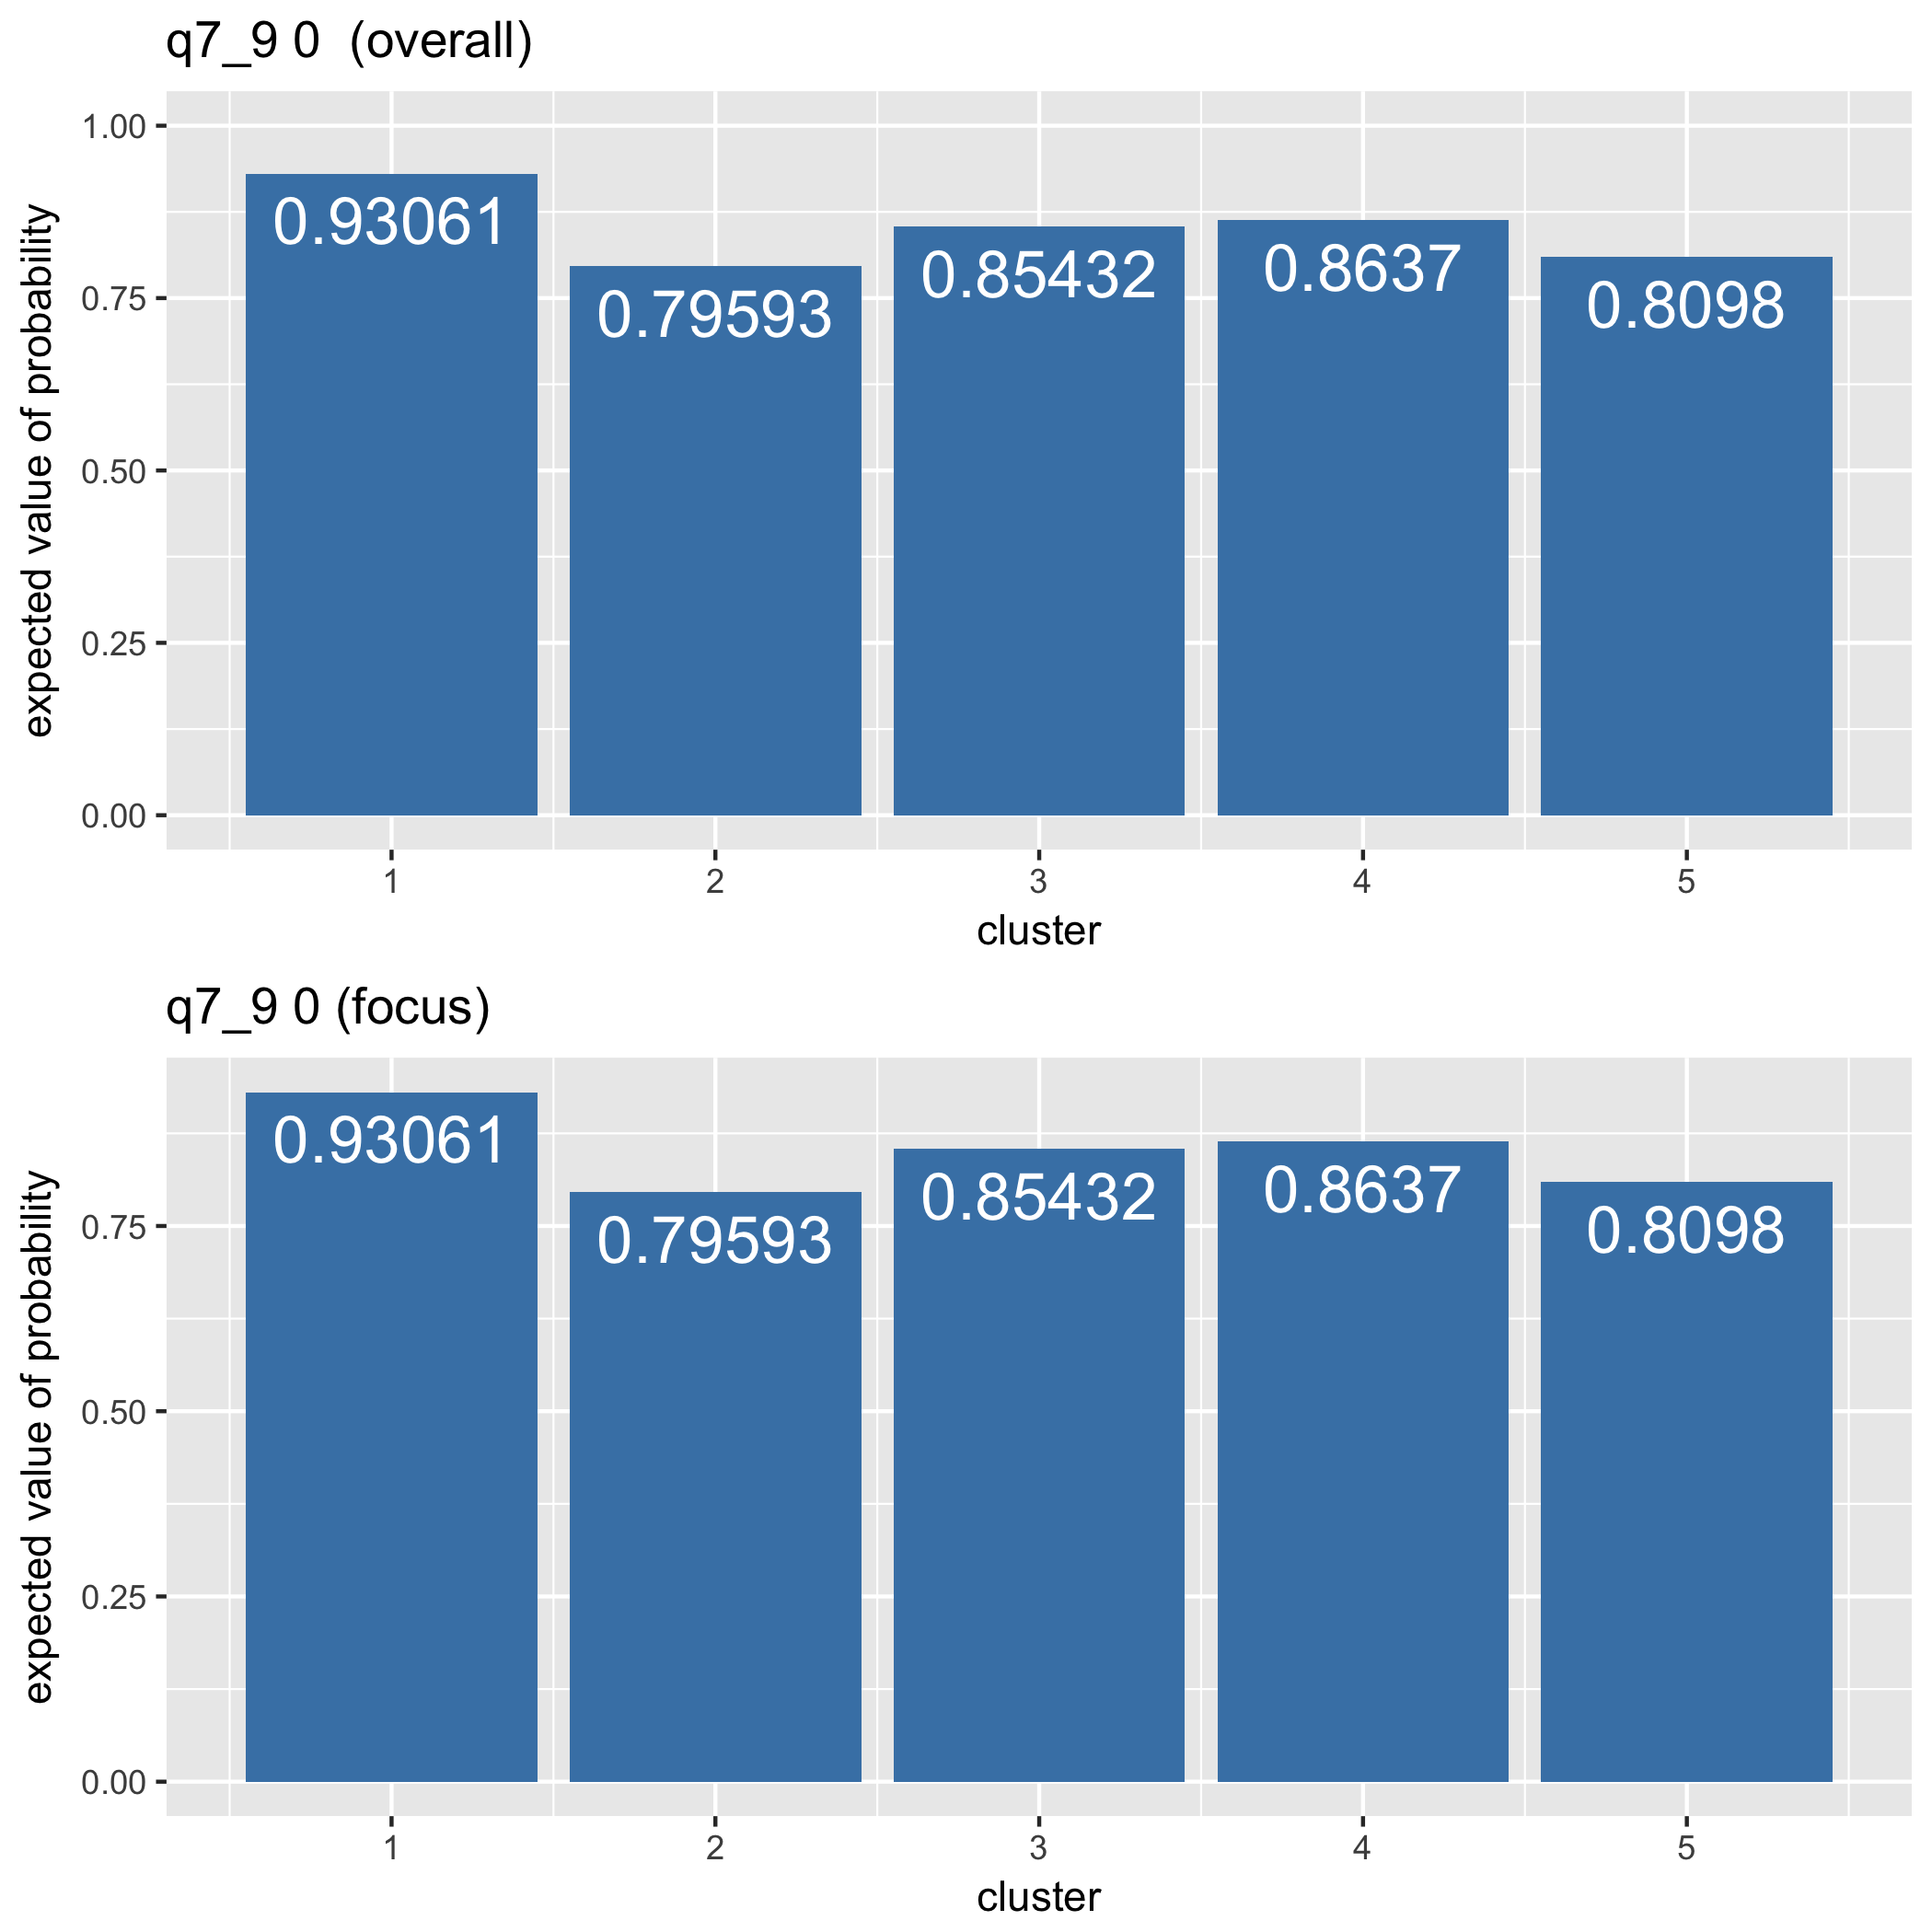 q7_9 0  (overall)
expected value of probability
1.00
0.75
0.50
0.25
0.00
0.93061
0.79593
0.85432
0.8637
0.8098
1 2 3 4 5
cluster
q7_9 0 (focus)
expected value of probability
0.75
0.50
0.25
0.00
0.93061
0.79593
0.85432
0.8637
0.8098
1 2 3 4 5
cluster